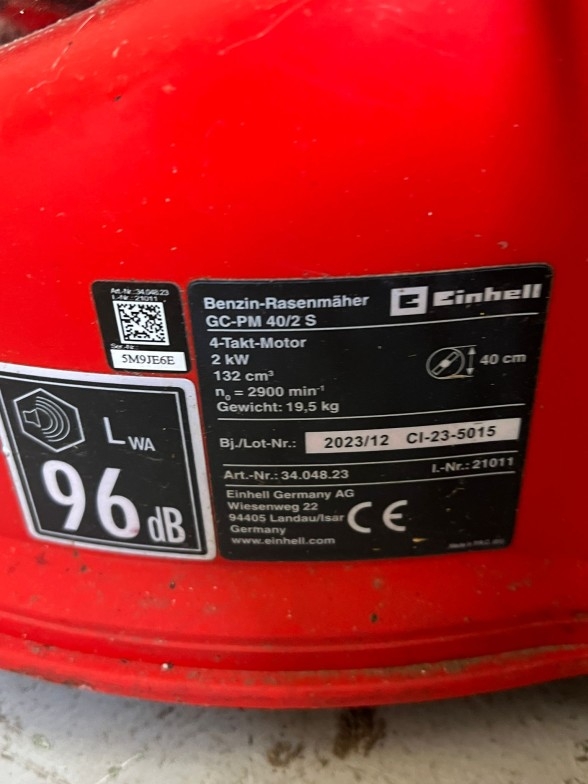 Art.-Nr.: 34.048.23
I.-Nr.: 21011
Ser.-Nr.:
5M9JE6E
LWA
96 dB
Benzin-Rasenmäher
GC-PM 40/2 S
Einhell
4-Takt-Motor
2 kW
132 cm³
n₀ = 2900 min⁻¹
Gewicht: 19,5 kg
40 cm
Bj./Lot-Nr.: 2023/12 CI-23-5015
Art.-Nr.: 34.048.23 I.-Nr.: 21011
Einhell Germany AG
Wiesenweg 22
94405 Landau/Isar
Germany
www.einhell.com
CE